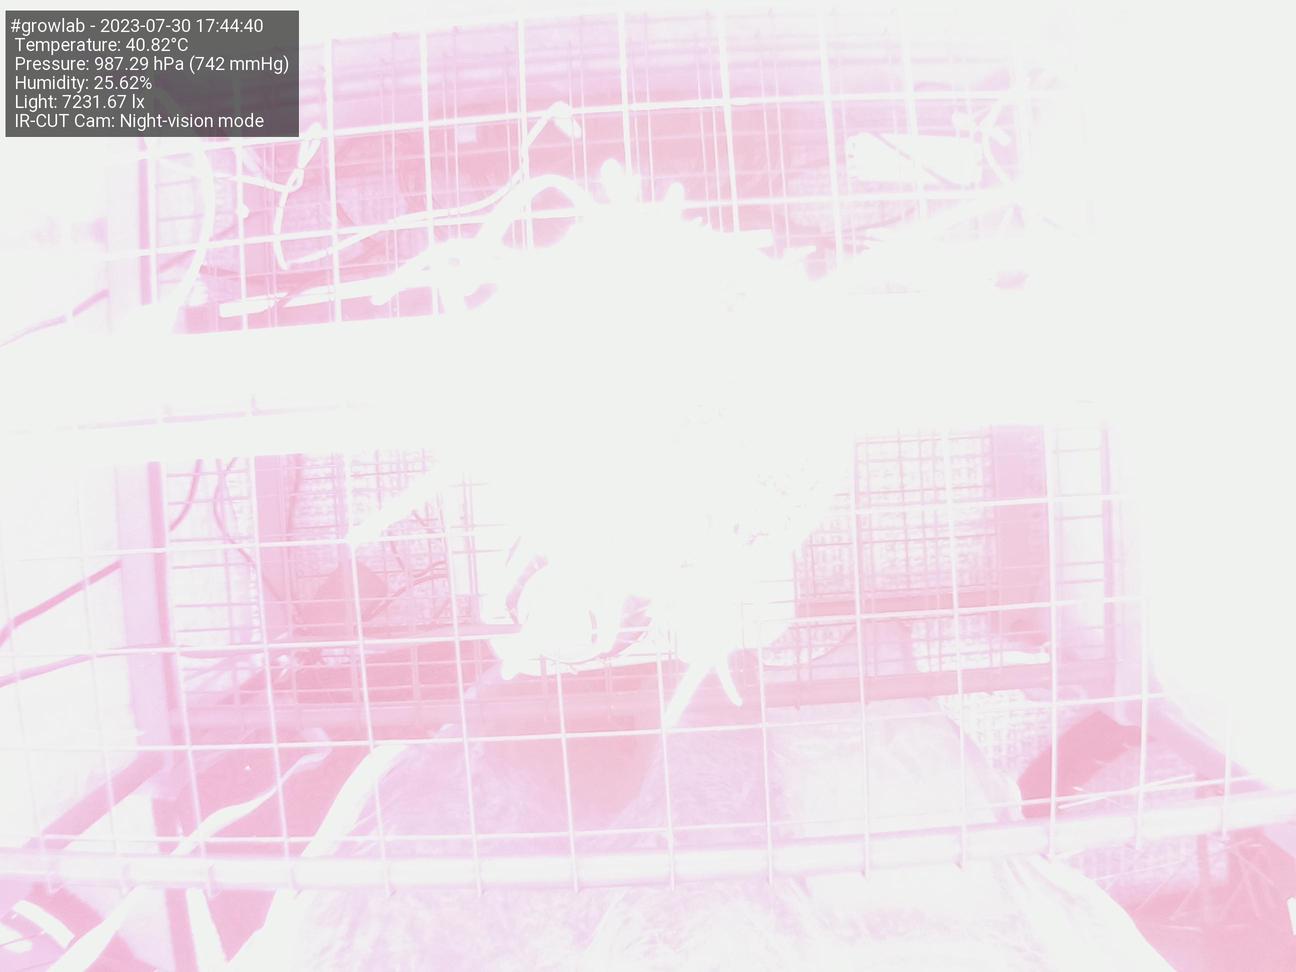 #growlab - 2023-07-30 17:44:40
Temperature: 40.82°C
Pressure: 987.29 hPa (742 mmHg)
Humidity: 25.62%
Light: 7231.67 lx
IR-CUT Cam: Night-vision mode